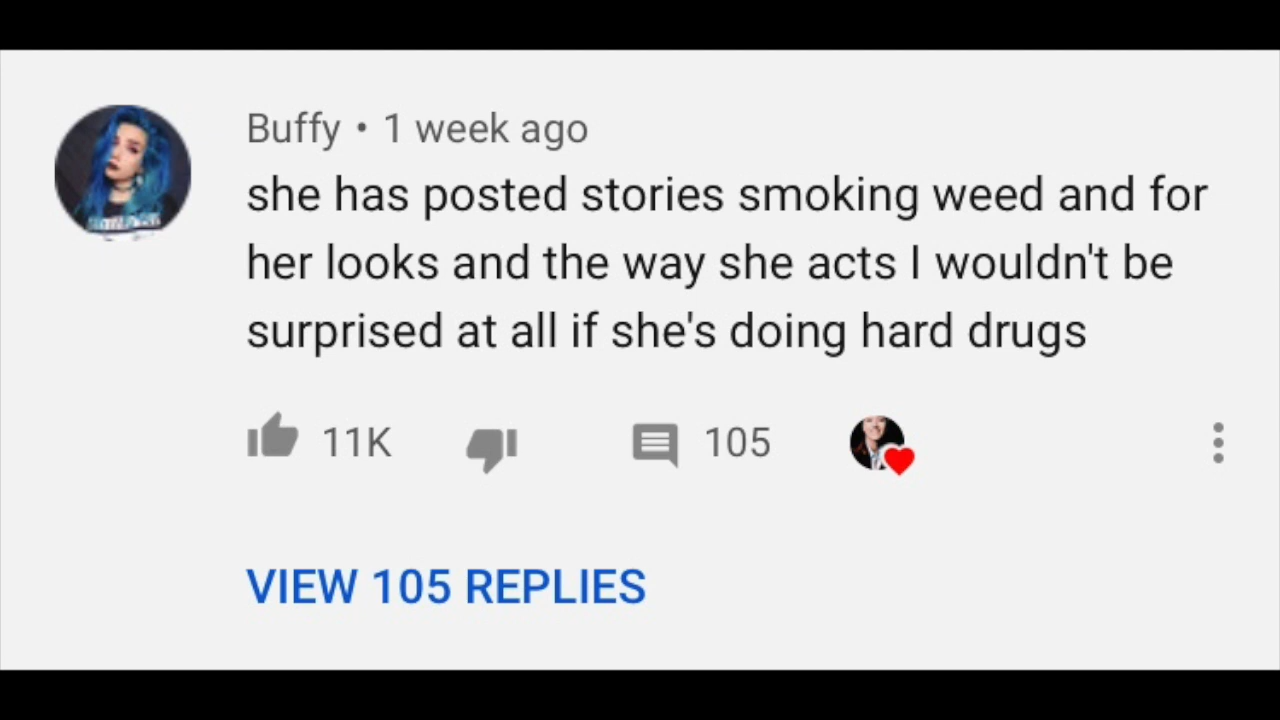 Buffy • 1 week ago
she has posted stories smoking weed and for
her looks and the way she acts I wouldn't be
surprised at all if she's doing hard drugs
11K 105
VIEW 105 REPLIES